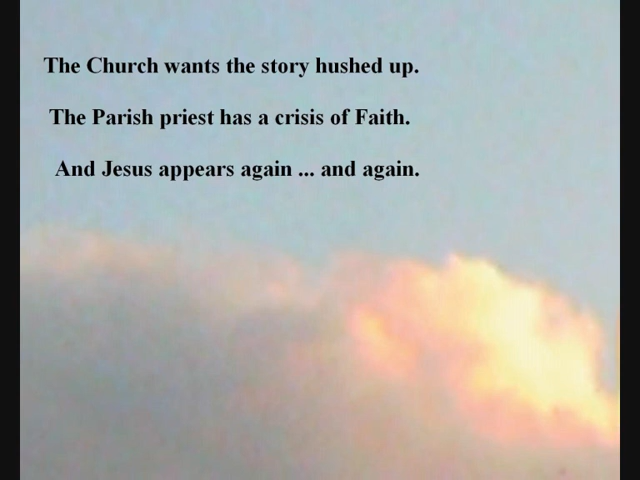 The Church wants the story hushed up.
The Parish priest has a crisis of Faith.
And Jesus appears again ... and again.